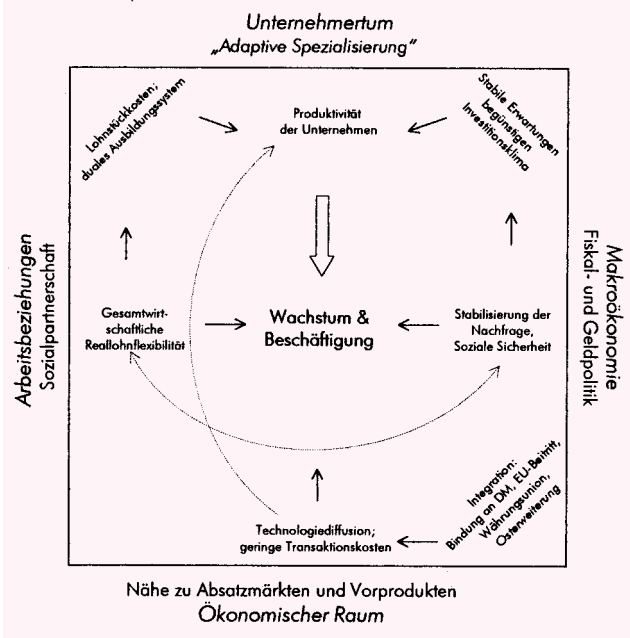 Unternehmertum
„Adaptive Spezialisierung“
Lohnstückkosten;
duales Ausbildungssystem
Produktivität
der Unternehmen
Stabile Erwartungen
begünstigen
Investitionsklima
Arbeitsbeziehungen
Sozialpartnerschaft
Gesamtwirt-
schaftliche
Reallohnflexibilität
Wachstum &
Beschäftigung
Stabilisierung der
Nachfrage,
Soziale Sicherheit
Makroökonomie
Fiskal- und Geldpolitik
Technologiediffusion;
geringe Transaktionskosten
Integration:
Bindung an DM, EU-Beitritt,
Währungsunion,
Osterweiterung
Nähe zu Absatzmärkten und Vorprodukten
Ökonomischer Raum